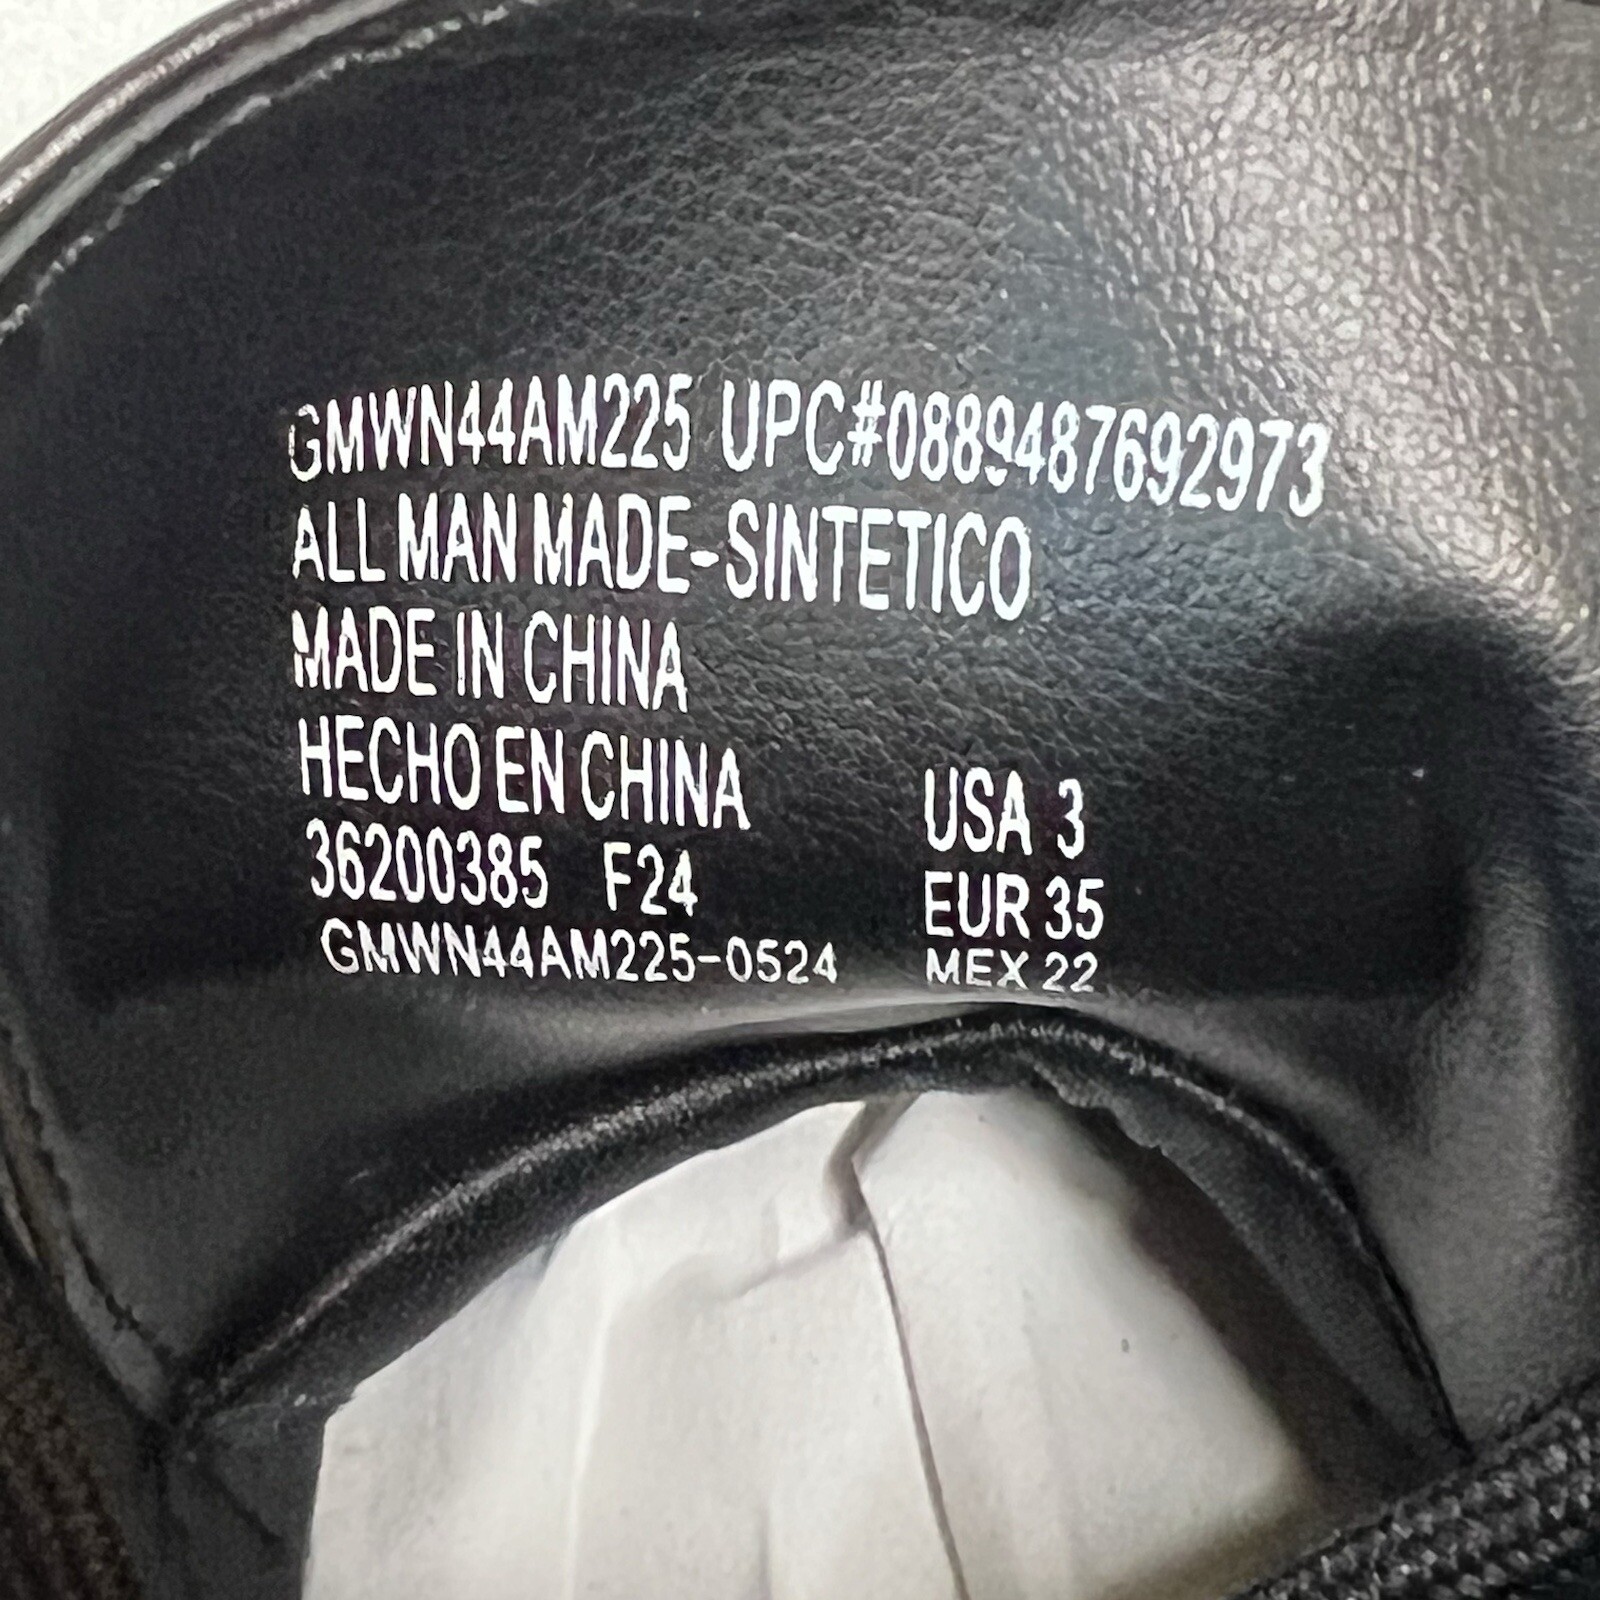 GMWN44AM225 UPC#0889487692973
ALL MAN MADE-SINTETICO
MADE IN CHINA
HECHO EN CHINA
36200385 F24
GMWN44AM225-0524
USA 3
EUR 35
MEX 22